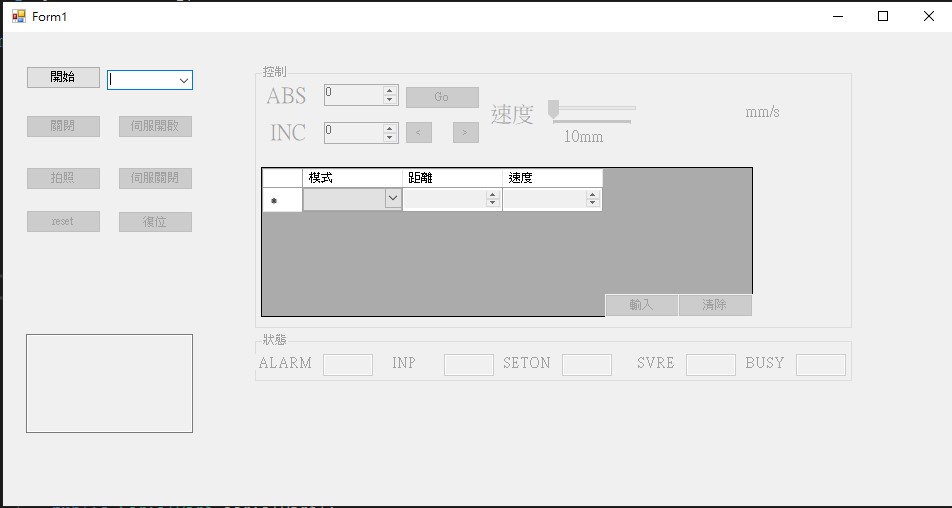 Form1
開始
關閉 伺服開啟
拍照 伺服關閉
reset 復位
控制
ABS 0 Go
INC 0 < >
速度 10mm mm/s
模式 距離 速度
*
輸入 清除
狀態
ALARM INP SETON SVRE BUSY